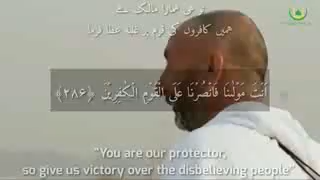 تو ہی ہمارا مالک ہے
ہمیں کافروں کی قوم پر غلبہ عطا فرما
أَنتَ مَوْلَىٰنَا فَٱنصُرْنَا عَلَى ٱلْقَوْمِ ٱلْكَٰفِرِينَ ﴿٢٨٦﴾
"You are our protector,
so give us victory over the disbelieving people"